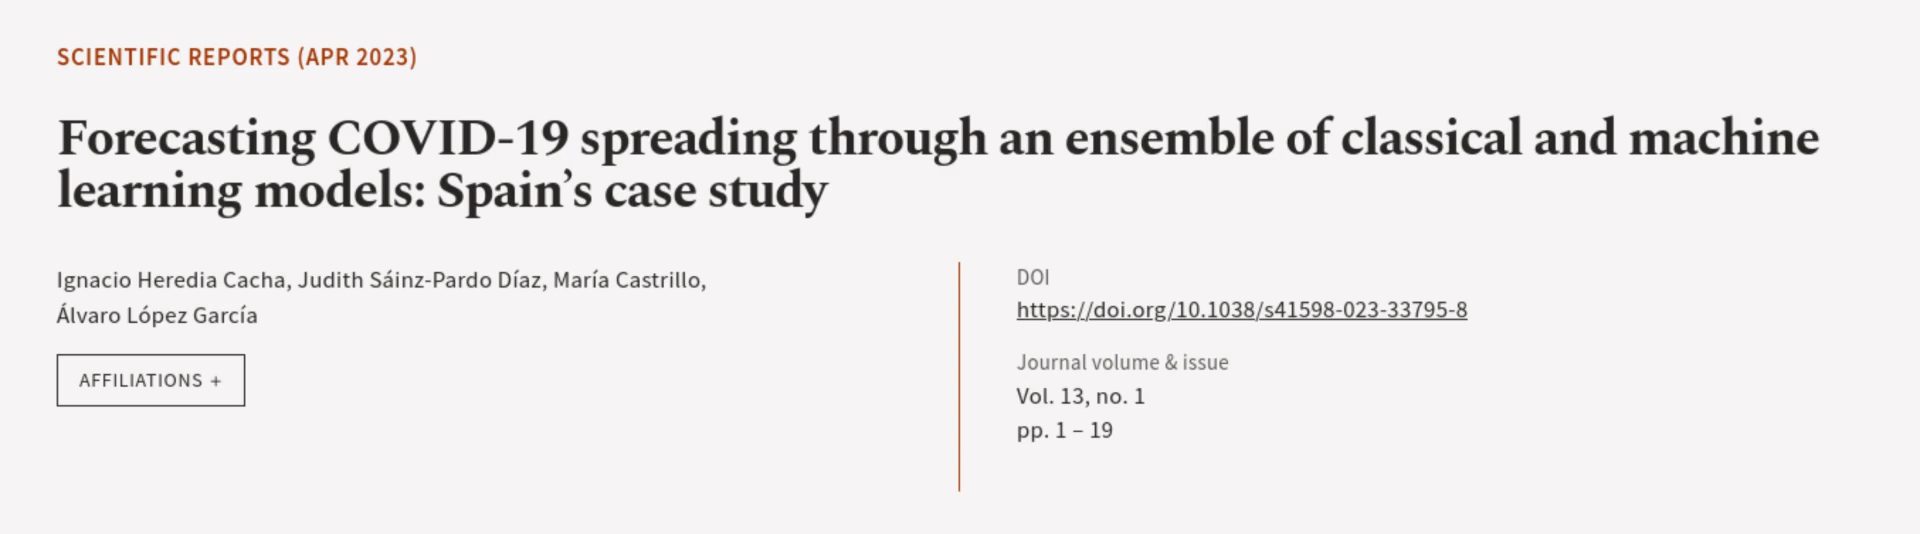 SCIENTIFIC REPORTS (APR 2023)
Forecasting COVID-19 spreading through an ensemble of classical and machine
learning models: Spain’s case study
Ignacio Heredia Cacha, Judith Sáinz-Pardo Díaz, María Castrillo,
Álvaro López García
AFFILIATIONS +
DOI
https://doi.org/10.1038/s41598-023-33795-8
Journal volume & issue
Vol. 13, no. 1
pp. 1 – 19